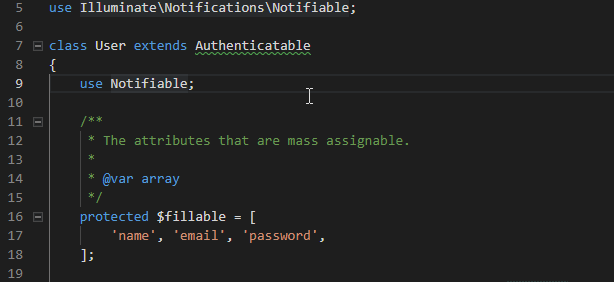 5 use Illuminate\Notifications\Notifiable;
6
7 class User extends Authenticatable
8 {
9 use Notifiable;
10
11 /**
12 * The attributes that are mass assignable.
13 *
14 * @var array
15 */
16 protected $fillable = [
17 'name', 'email', 'password',
18 ];
19